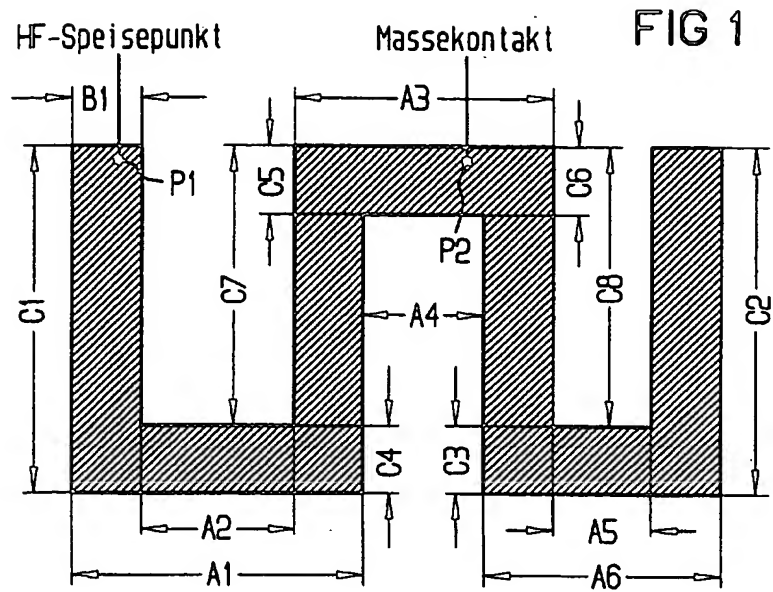 FIG 1
HF-Speisepunkt
Massekontakt
B1
A3
P1
C5
C6
P2
C1
C7
A4
C8
C2
C4
C3
A2
A5
A1
A6